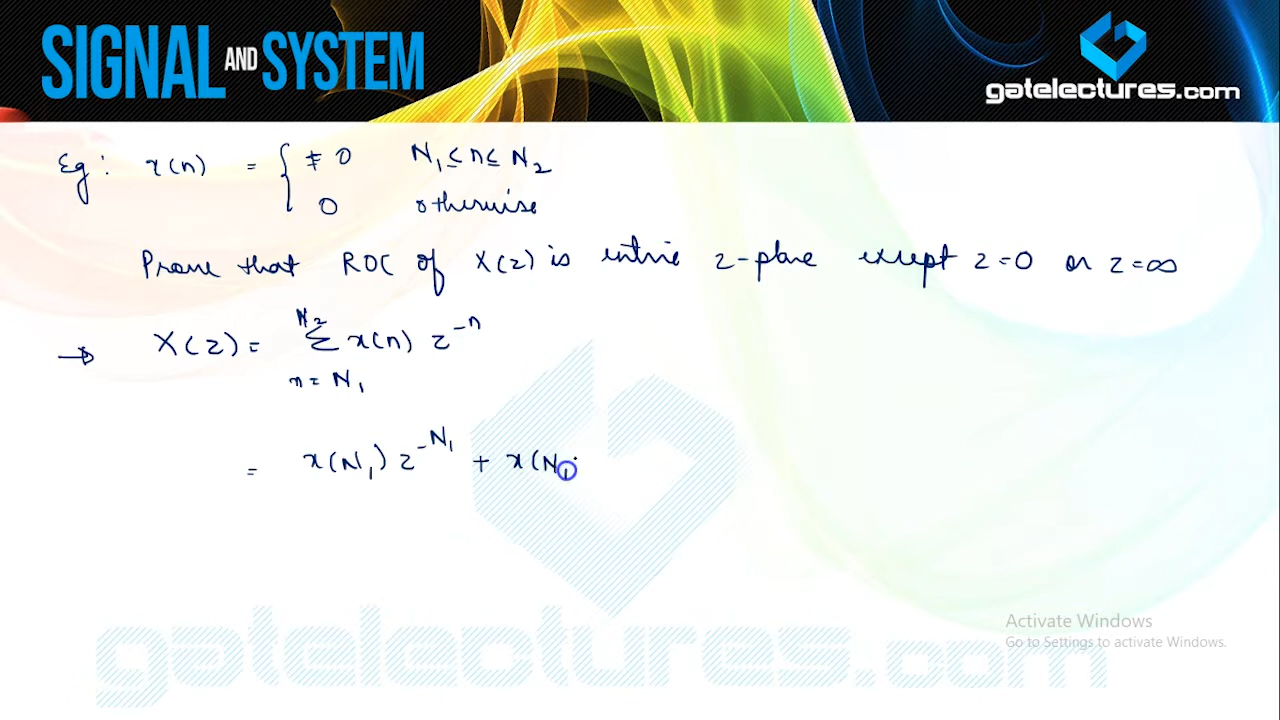 SIGNAL AND SYSTEM
gatelectures.com
Eg: x(n) = { ≠ 0 N₁ ≤ n ≤ N₂
0 otherwise
Prove that ROC of X(z) is entire z-plane except z=0 or z=∞
→ X(z) = N₂ Σ n = N₁ x(n) z⁻ⁿ
= x(N₁) z^-N₁ + x(N₁
Activate Windows
Go to Settings to activate Windows.
gatelectures.com